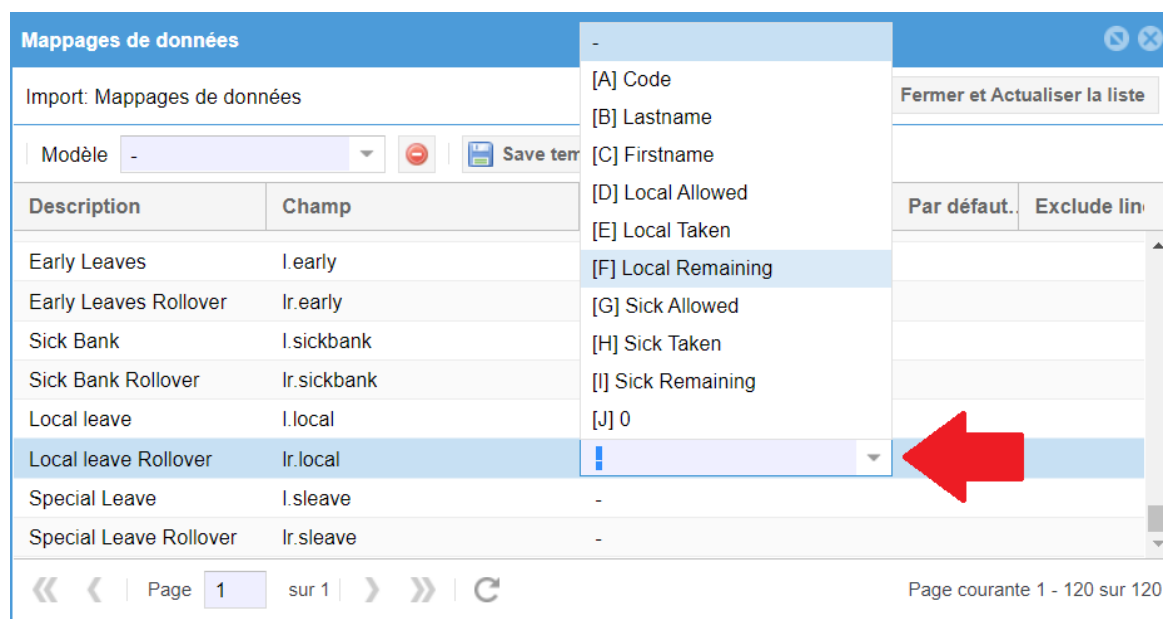 Mappages de données
-
Import: Mappages de données
[A] Code
Fermer et Actualiser la liste
[B] Lastname
Modèle -
Save tem
[C] Firstname
[D] Local Allowed
Description Champ Par défaut.. Exclude lin
[E] Local Taken
Early Leaves l.early
[F] Local Remaining
Early Leaves Rollover lr.early
[G] Sick Allowed
Sick Bank l.sickbank
[H] Sick Taken
Sick Bank Rollover lr.sickbank
[I] Sick Remaining
Local leave l.local
[J] 0
Local leave Rollover lr.local -
Special Leave l.sleave -
Special Leave Rollover lr.sleave -
Page 1 sur 1
Page courante 1 - 120 sur 120